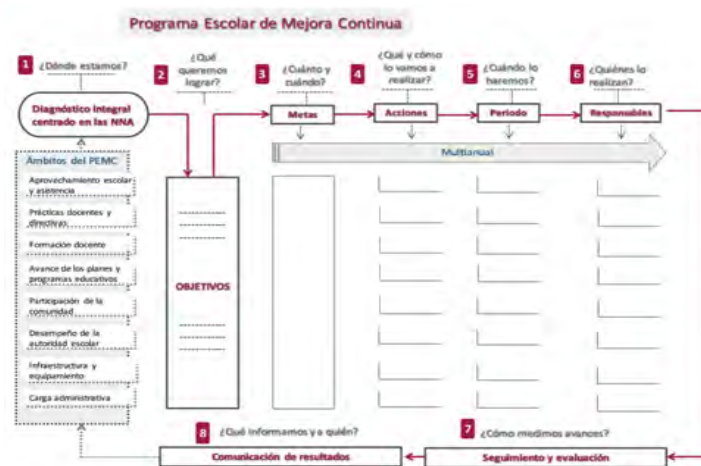 Programa Escolar de Mejora Continua
1
¿Dónde estamos?
2
¿Qué
queremos
lograr?
3
¿Cuánto y
cuándo?
4
¿Qué y cómo
lo vamos a
realizar?
5
¿Cuándo lo
haremos?
6
¿Quiénes lo
realizan?
Diagnóstico integral
centrado en las NNA
Metas
Acciones
Periodo
Responsables
Multianual
Ámbitos del PEMC
Aprovechamiento escolar
y asistencia
Prácticas docentes y
directivas
Formación docente
Avance de los planes y
programas educativos
Participación de la
comunidad
Desempeño de la
autoridad escolar
Infraestructura y
equipamiento
Carga administrativa
OBJETIVOS
8
¿Qué informamos y a quién?
7
¿Cómo medimos avances?
Comunicación de resultados
Seguimiento y evaluación